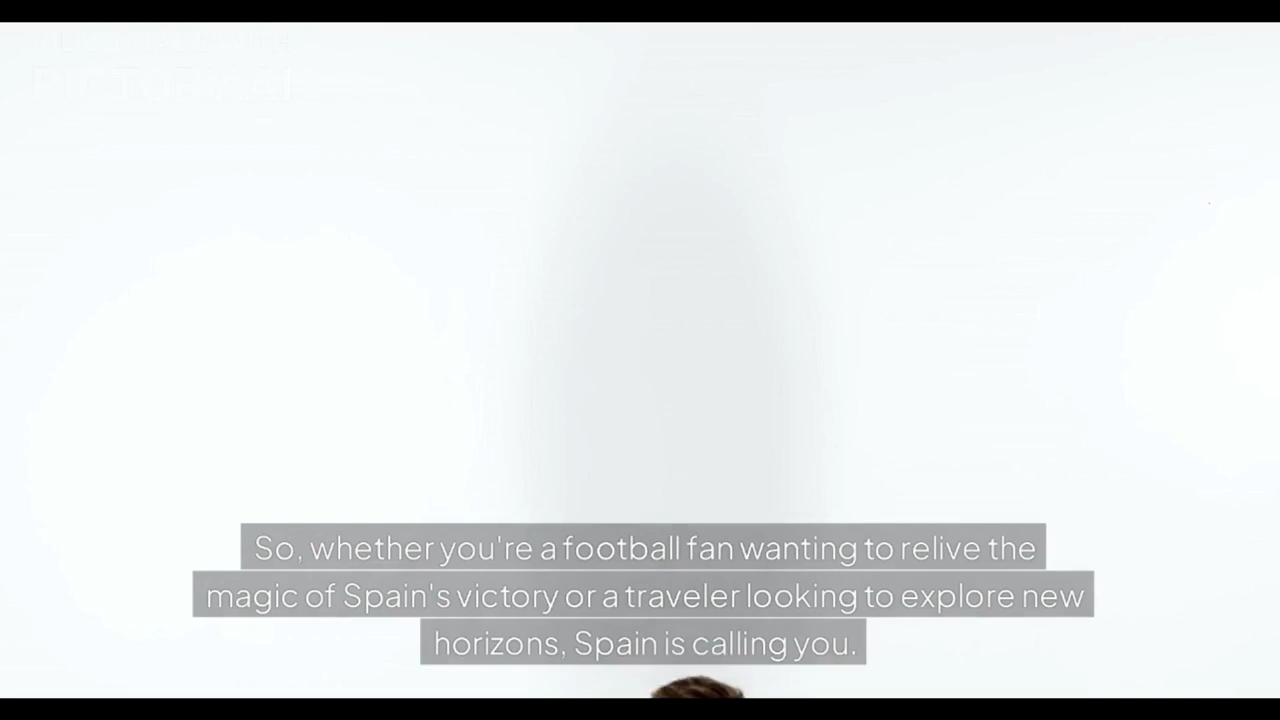 So, whether you're a football fan wanting to relive the
magic of Spain's victory or a traveler looking to explore new
horizons, Spain is calling you.